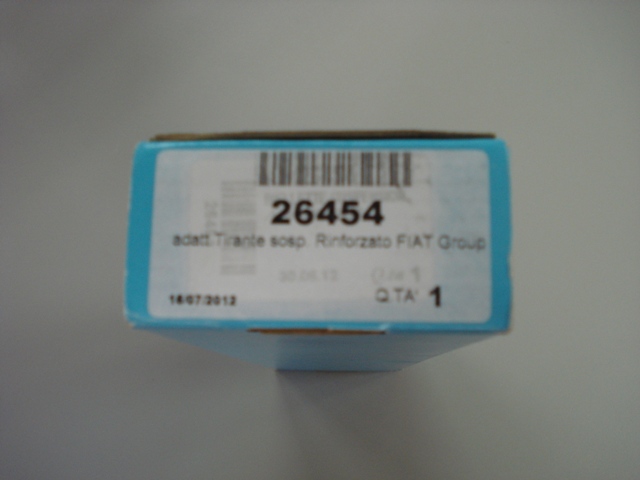 26454
adatt.Tirante sosp. Rinforzato FIAT Group
Q.TA' 1
16/07/2012